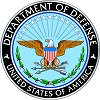 DEPARTMENT OF DEFENSE
UNITED STATES OF AMERICA